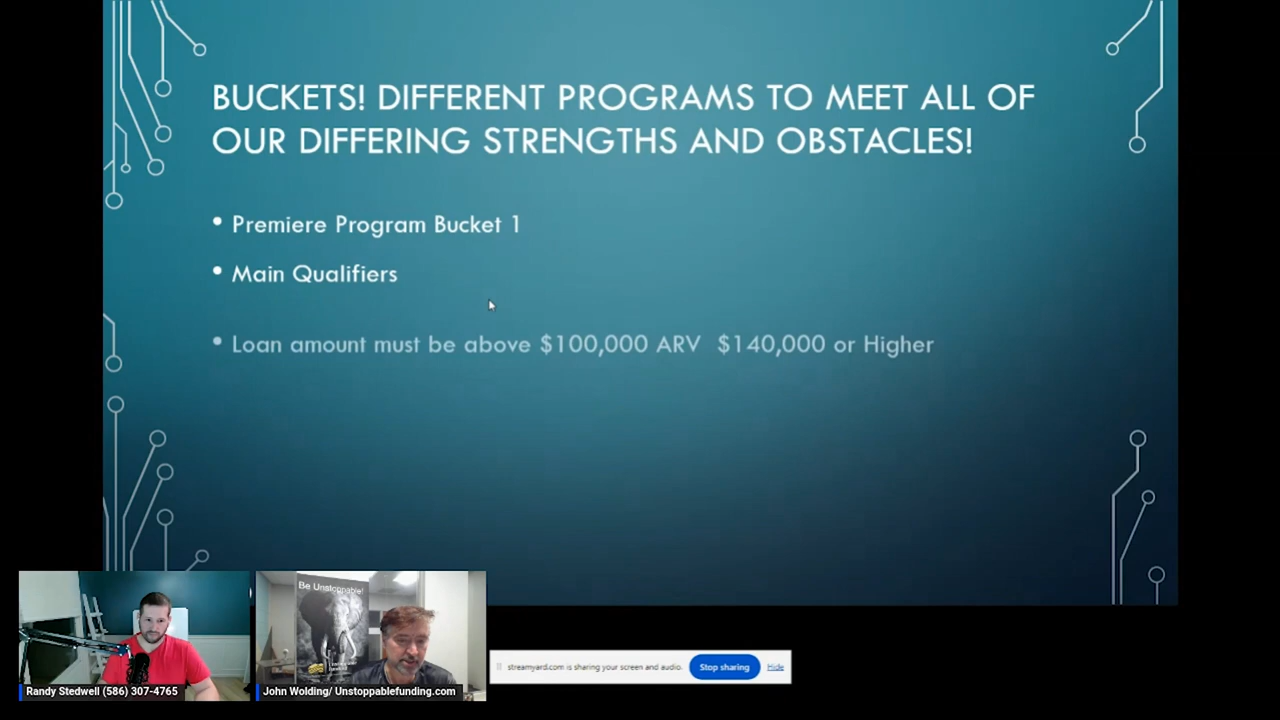 BUCKETS! DIFFERENT PROGRAMS TO MEET ALL OF
OUR DIFFERING STRENGTHS AND OBSTACLES!
• Premiere Program Bucket 1
• Main Qualifiers
• Loan amount must be above $100,000 ARV $140,000 or Higher
Be Unstoppable!
Randy Stedwell (586) 307-4765
John Wolding/ Unstoppablefunding.com
streamyard.com is sharing your screen and audio.
Stop sharing
Hide